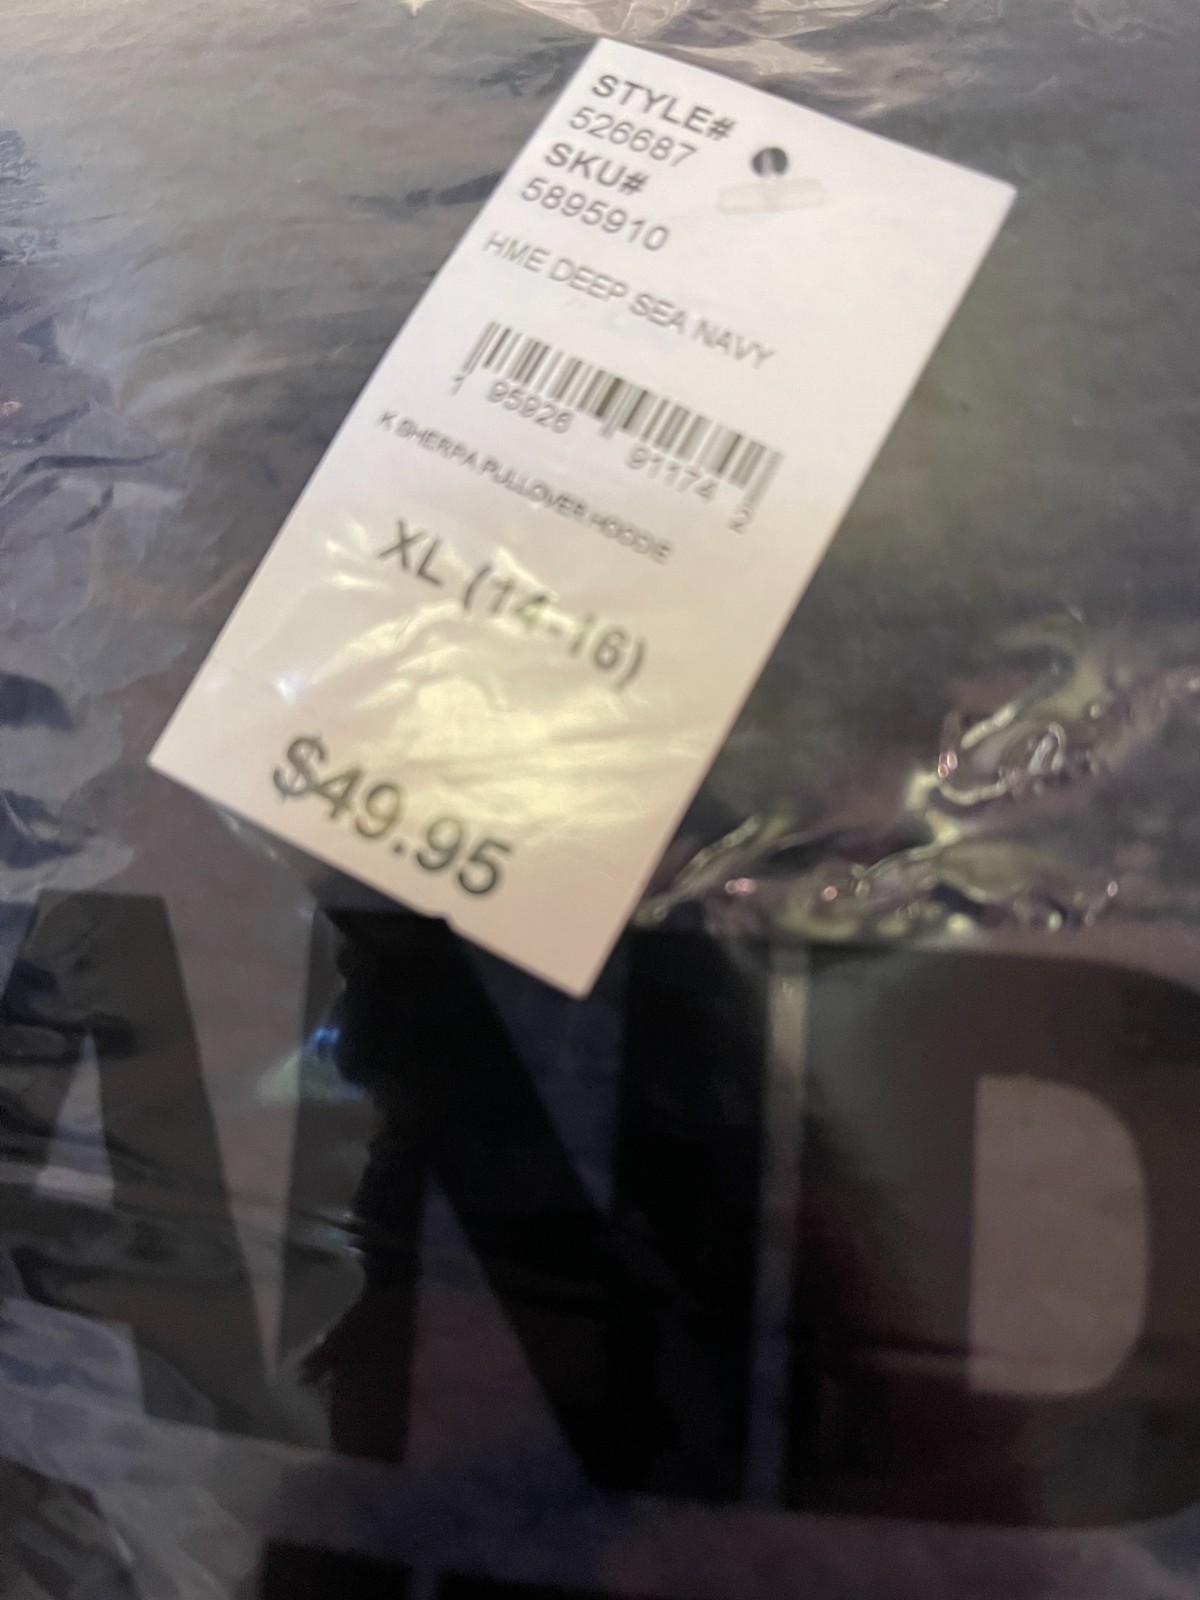 STYLE#
526687
SKU#
5895910
HME DEEP SEA NAVY
1 95926 91174 2
K SHERPA PULLOVER HOODIE
XL (14-16)
$49.95
AND